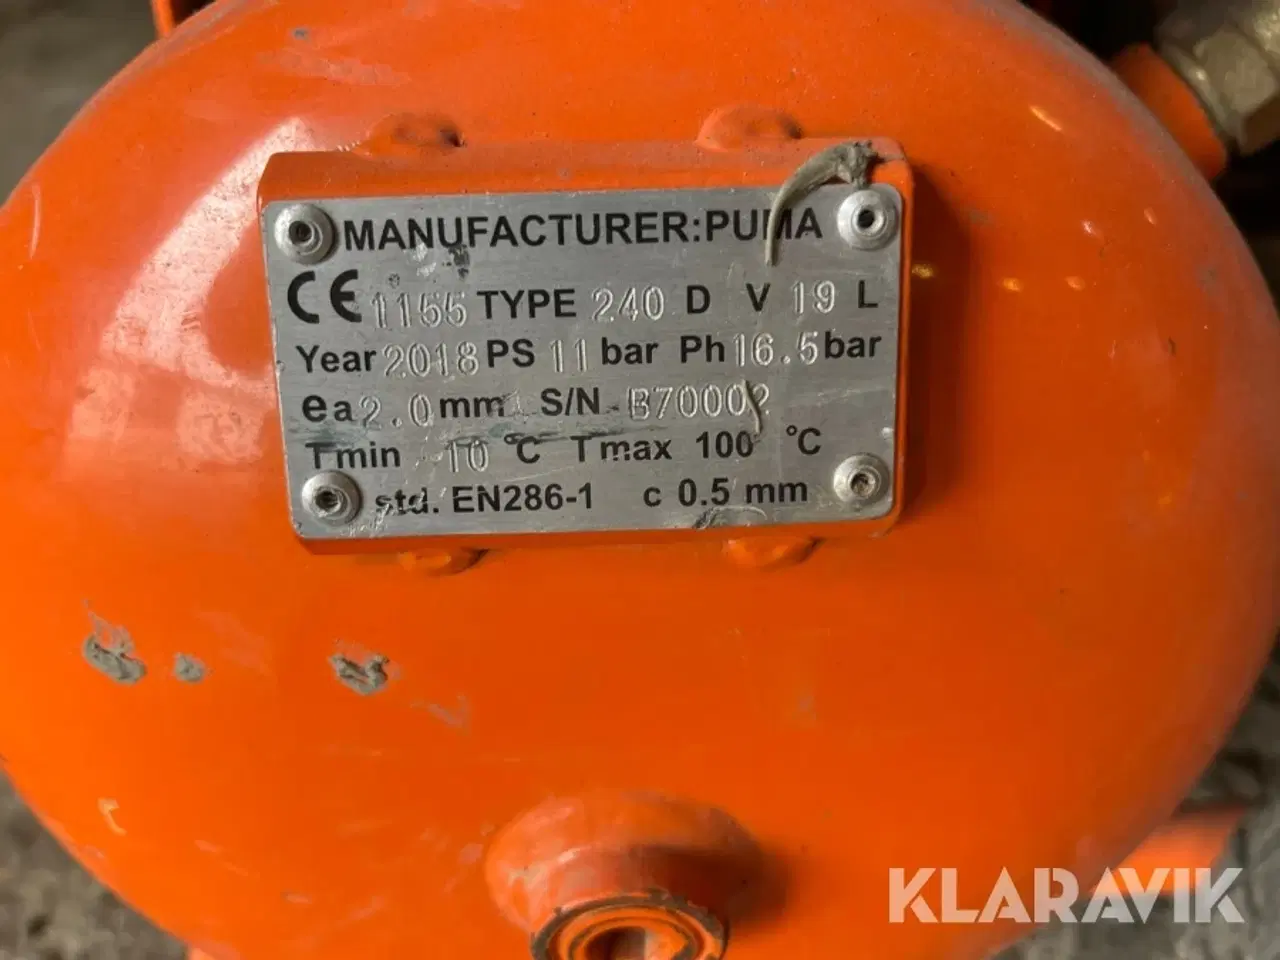 MANUFACTURER:PUMA
CE 1155 TYPE 240 D V 19 L
Year 2018 PS 11 bar Ph 16.5 bar
ea 2.0 mm S/N B70002
Tmin -10 °C Tmax 100 °C
std. EN286-1 c 0.5 mm
KLARAVIK